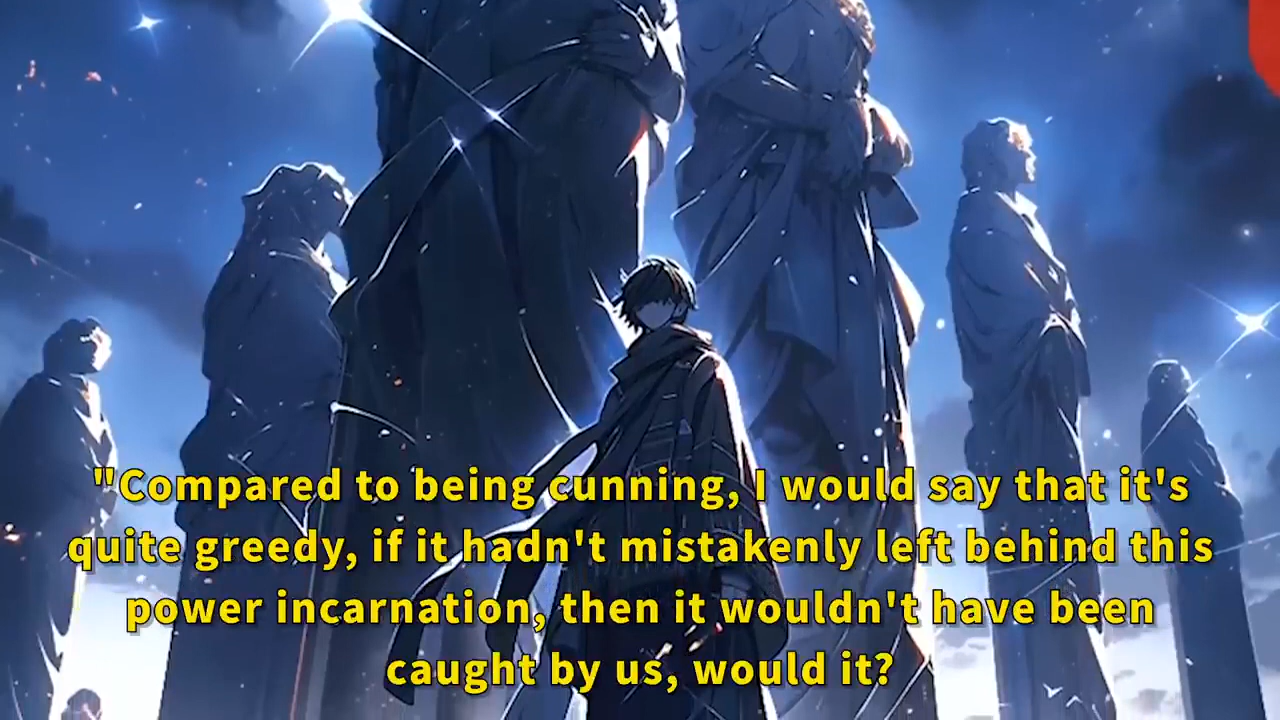 "Compared to being cunning, I would say that it's
quite greedy, if it hadn't mistakenly left behind this
power incarnation, then it wouldn't have been
caught by us, would it?